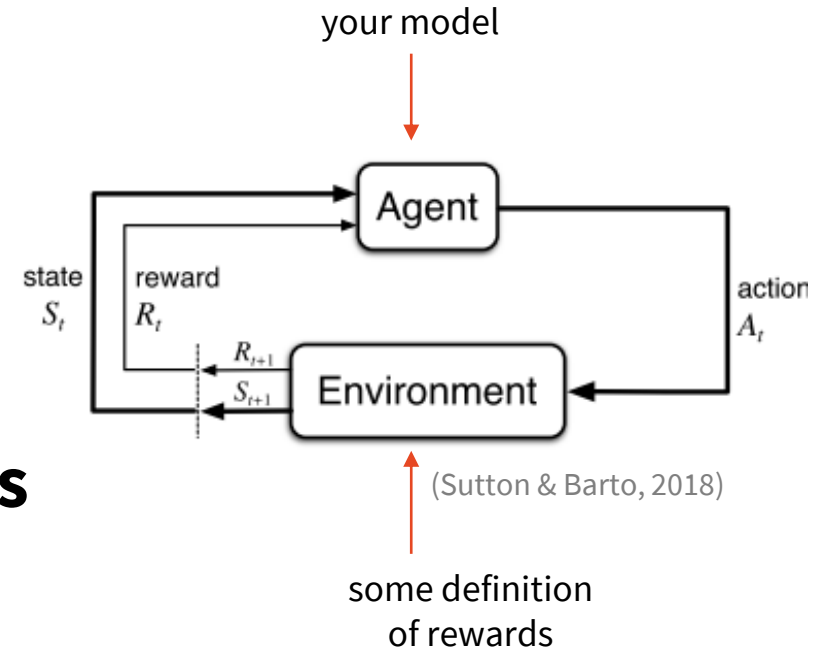 your model
Agent
state
S_t
reward
R_t
action
A_t
R_{t+1}
S_{t+1}
Environment
s
(Sutton & Barto, 2018)
some definition
of rewards